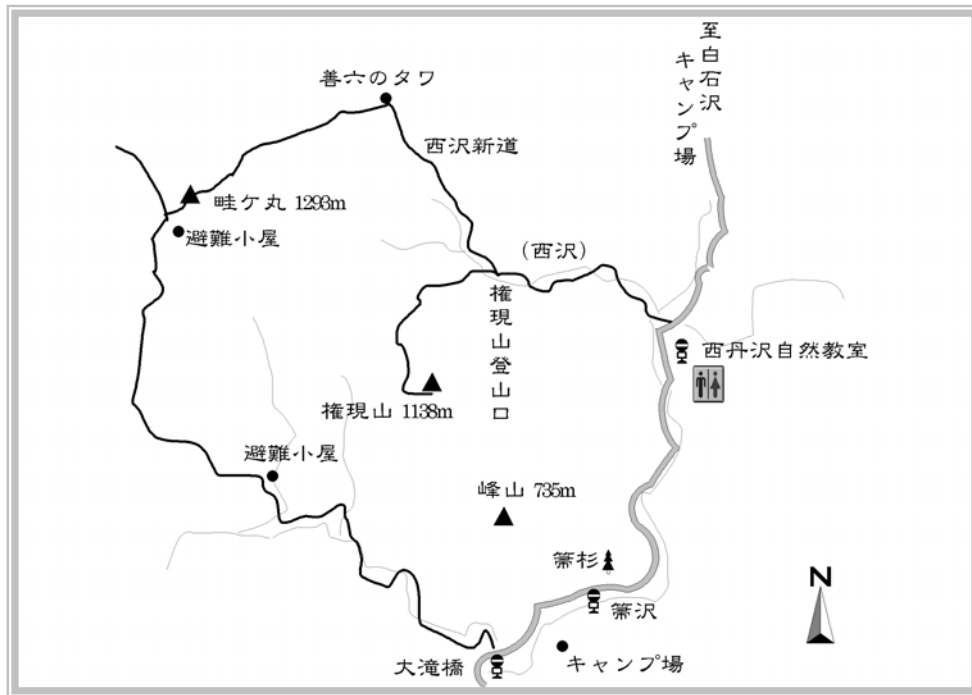 至白石沢
キャンプ場
善六のタワ
西沢新道
畦ケ丸 1293m
避難小屋
(西沢)
権現山登山口
西丹沢自然教室
権現山 1138m
避難小屋
峰山 735m
箒杉
箒沢
キャンプ場
大滝橋
N